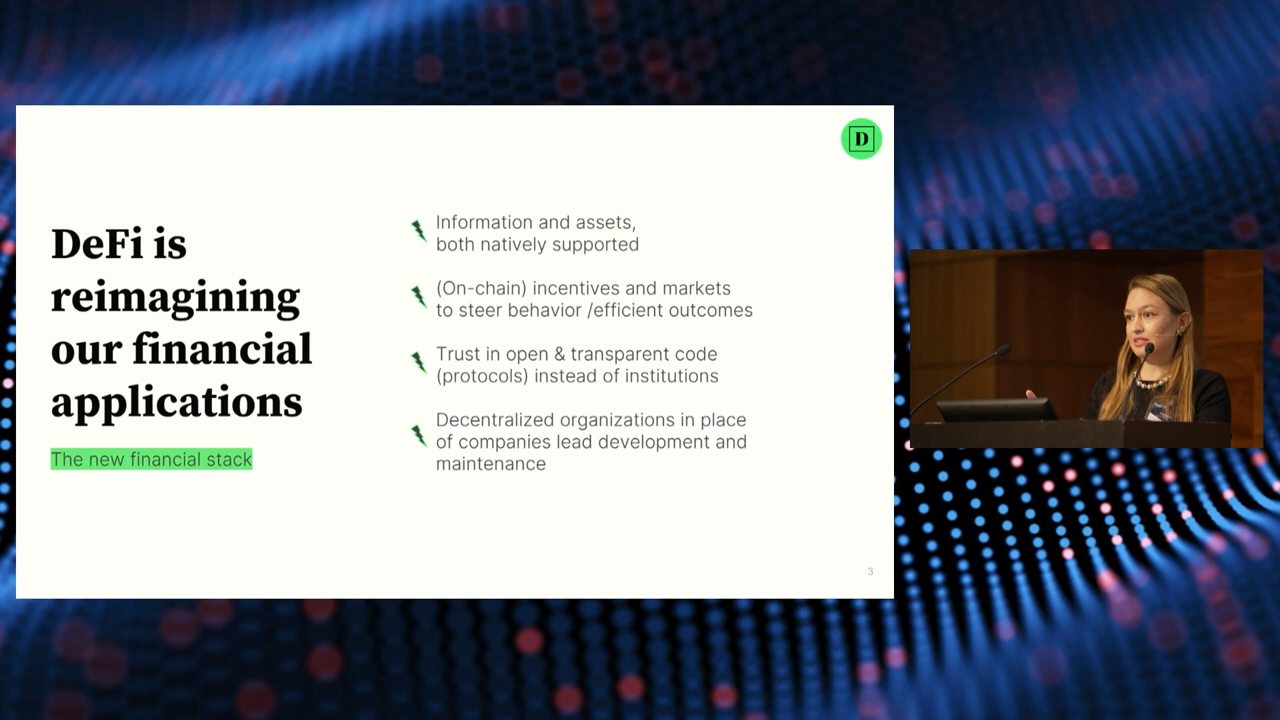 D
DeFi is
reimagining
our financial
applications
The new financial stack
Information and assets,
both natively supported
(On-chain) incentives and markets
to steer behavior /efficient outcomes
Trust in open & transparent code
(protocols) instead of institutions
Decentralized organizations in place
of companies lead development and
maintenance
3